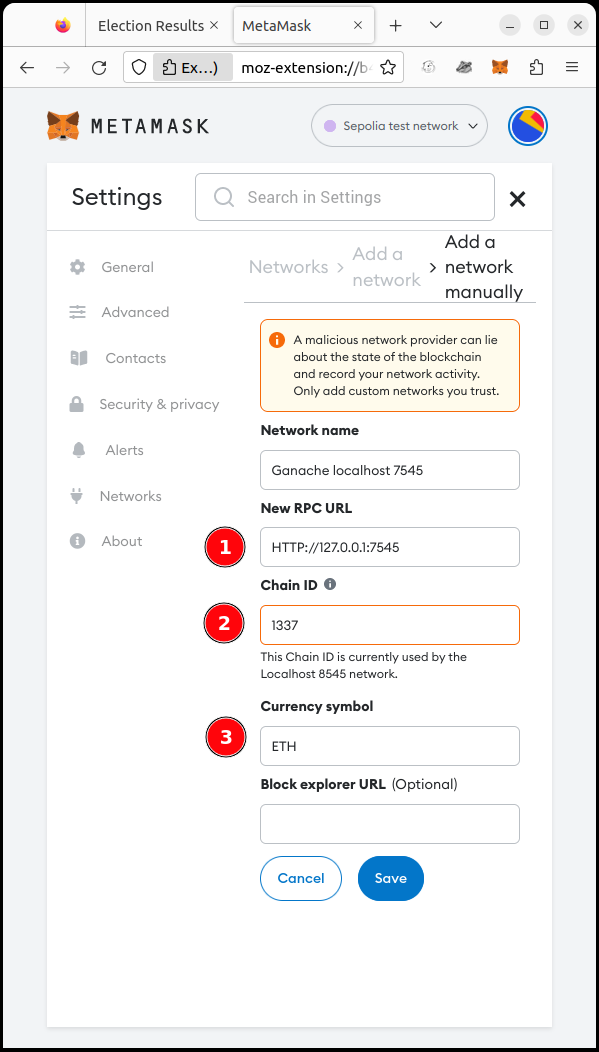 Election Results
MetaMask
Ex...)
moz-extension://b
METAMASK
Sepolia test network
Settings
Search in Settings
General
Advanced
Contacts
Security & privacy
Alerts
Networks
About
Networks > Add a network > Add a network manually
A malicious network provider can lie
about the state of the blockchain
and record your network activity.
Only add custom networks you trust.
Network name
Ganache localhost 7545
New RPC URL
1
HTTP://127.0.0.1:7545
Chain ID
2
1337
This Chain ID is currently used by the
Localhost 8545 network.
Currency symbol
3
ETH
Block explorer URL (Optional)
Cancel
Save